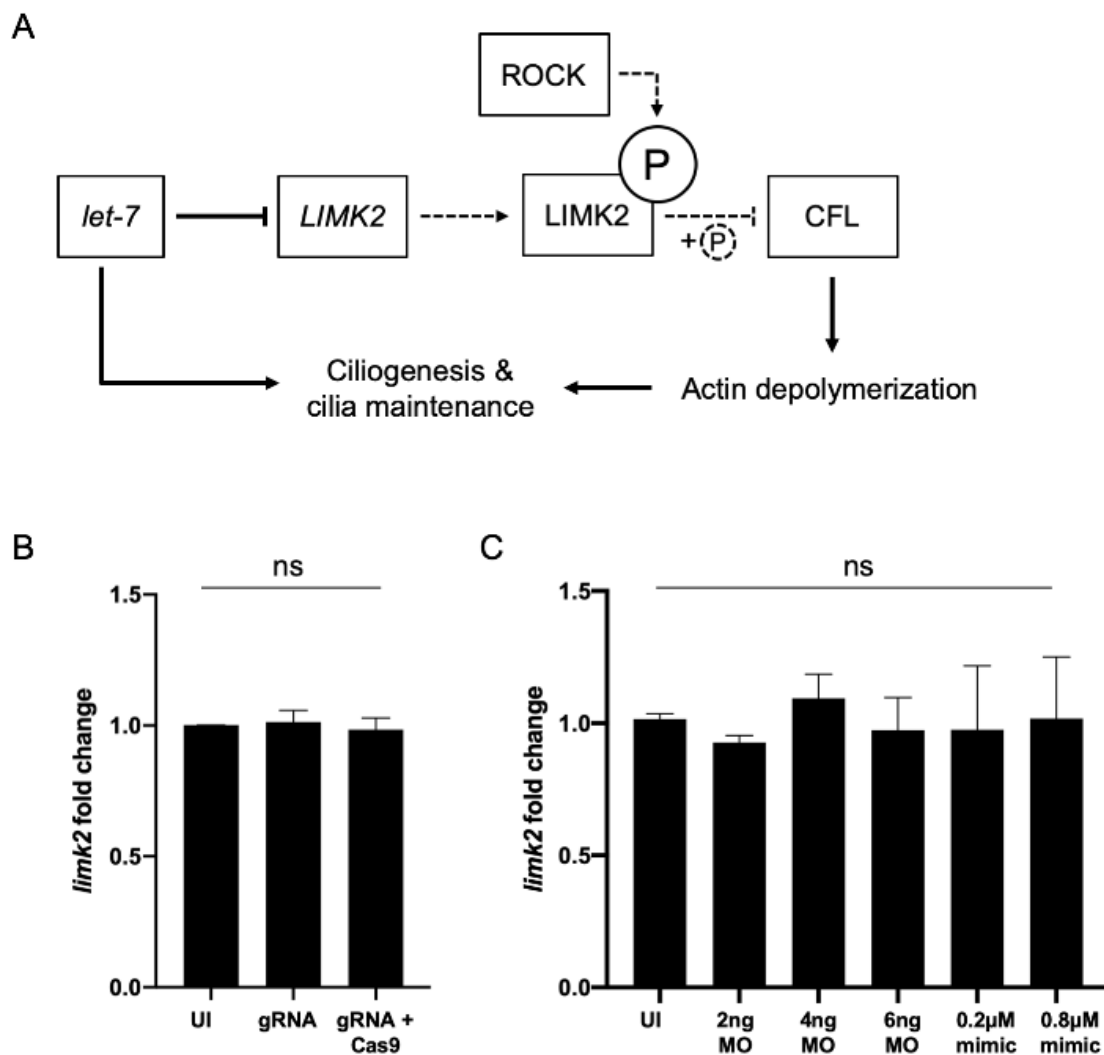 A
ROCK
P
let-7
LIMK2
LIMK2
+ P
CFL
Ciliogenesis &
cilia maintenance
Actin depolymerization
B
ns
1.5
1.0
0.5
0.0
limk2 fold change
UI
gRNA
gRNA +
Cas9
C
ns
1.5
1.0
0.5
0.0
limk2 fold change
UI
2ng
MO
4ng
MO
6ng
MO
0.2µM
mimic
0.8µM
mimic